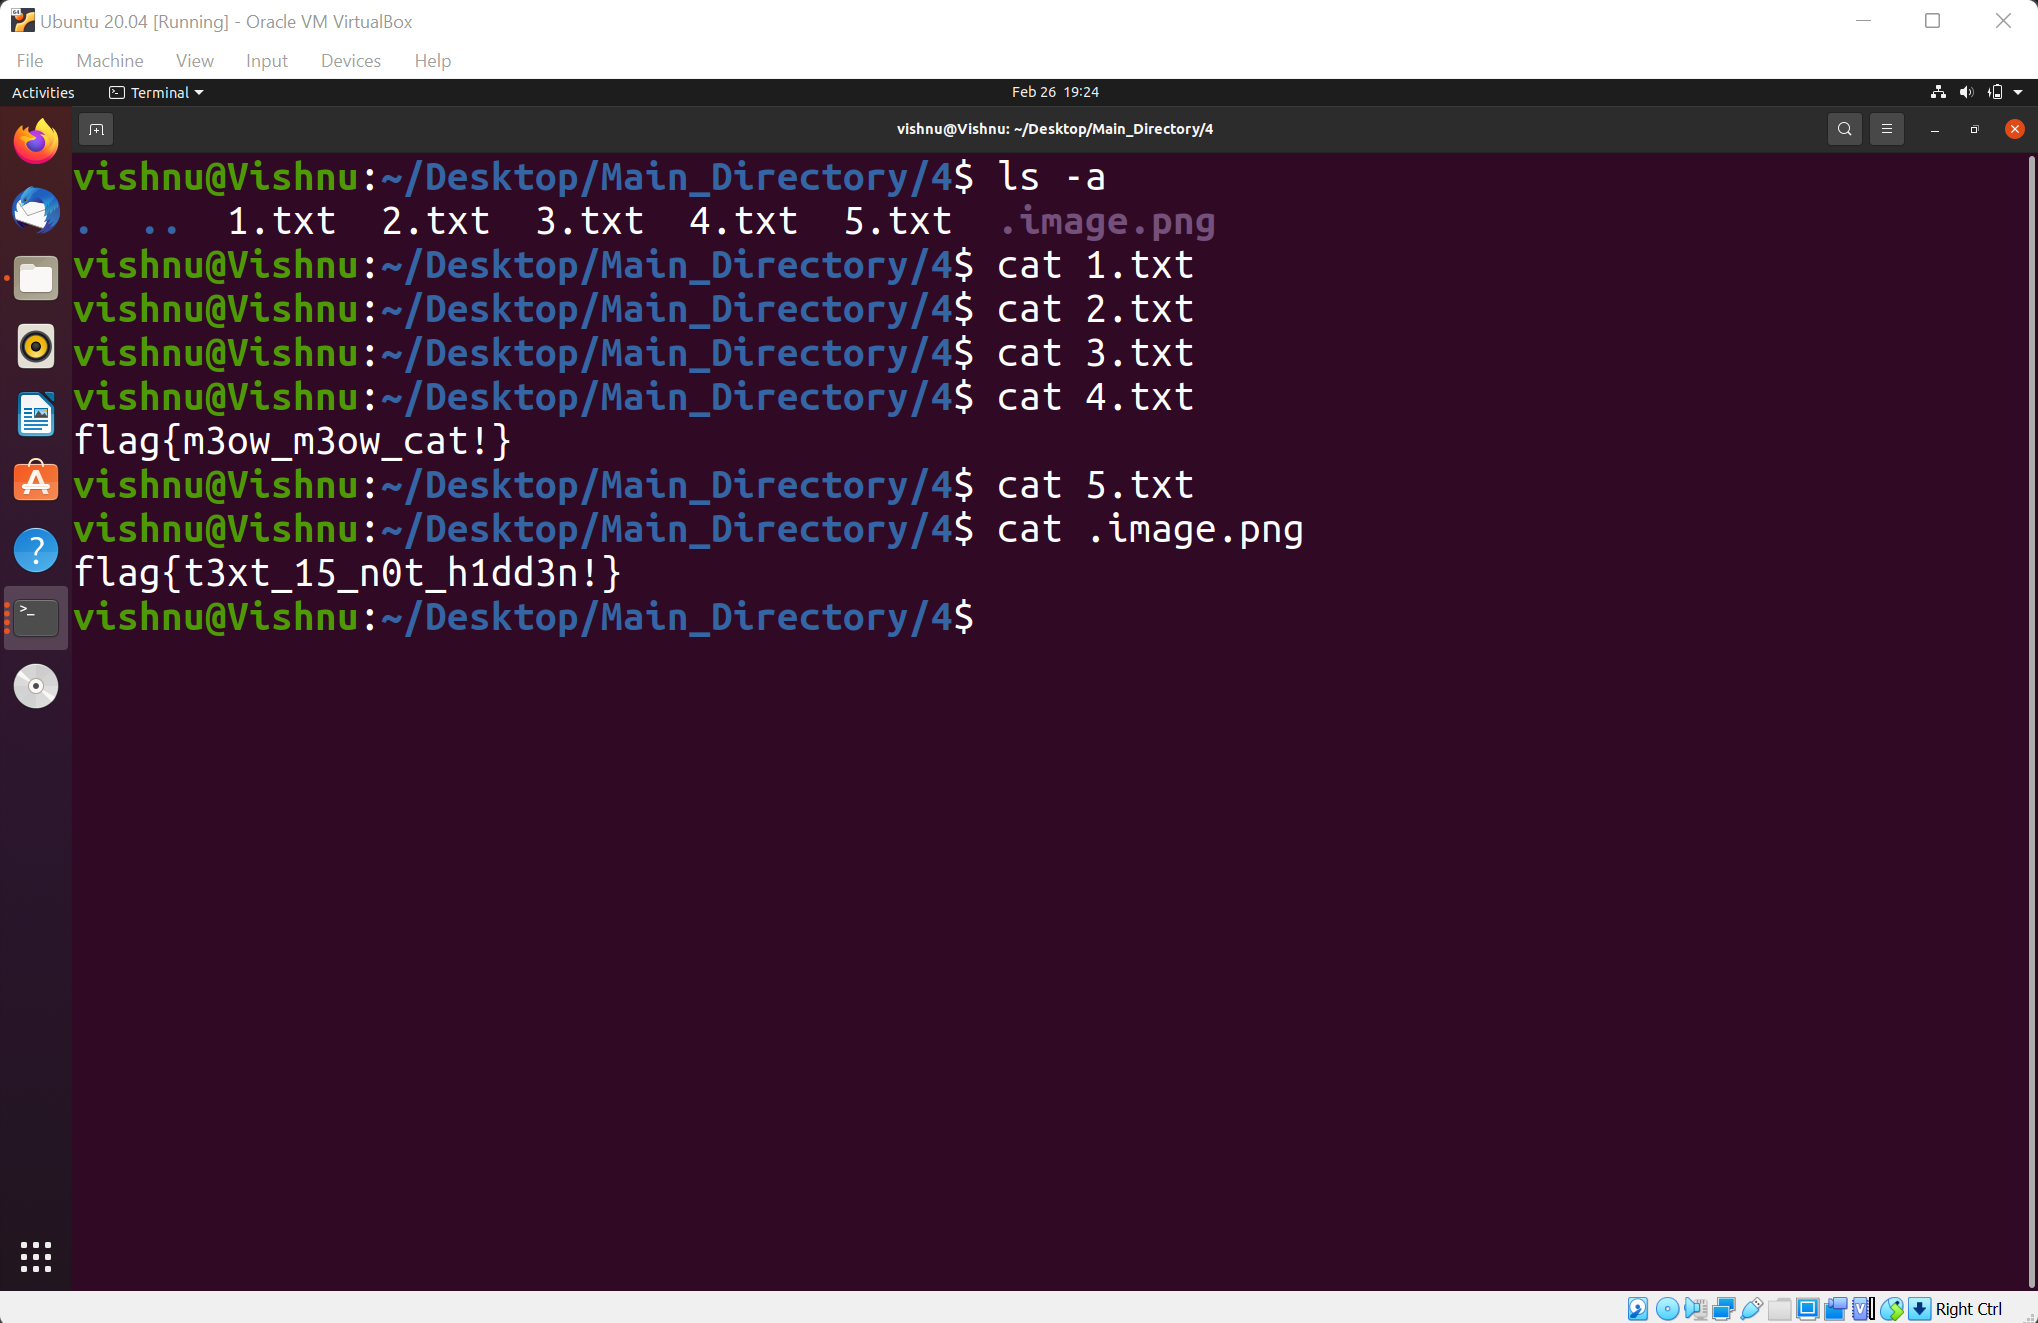 Ubuntu 20.04 [Running] - Oracle VM VirtualBox
File Machine View Input Devices Help
Activities Terminal Feb 26 19:24
vishnu@Vishnu: ~/Desktop/Main_Directory/4
vishnu@Vishnu:~/Desktop/Main_Directory/4$ ls -a
. .. 1.txt 2.txt 3.txt 4.txt 5.txt .image.png
vishnu@Vishnu:~/Desktop/Main_Directory/4$ cat 1.txt
vishnu@Vishnu:~/Desktop/Main_Directory/4$ cat 2.txt
vishnu@Vishnu:~/Desktop/Main_Directory/4$ cat 3.txt
vishnu@Vishnu:~/Desktop/Main_Directory/4$ cat 4.txt
flag{m3ow_m3ow_cat!}
vishnu@Vishnu:~/Desktop/Main_Directory/4$ cat 5.txt
vishnu@Vishnu:~/Desktop/Main_Directory/4$ cat .image.png
flag{t3xt_15_n0t_h1dd3n!}
vishnu@Vishnu:~/Desktop/Main_Directory/4$
Right Ctrl